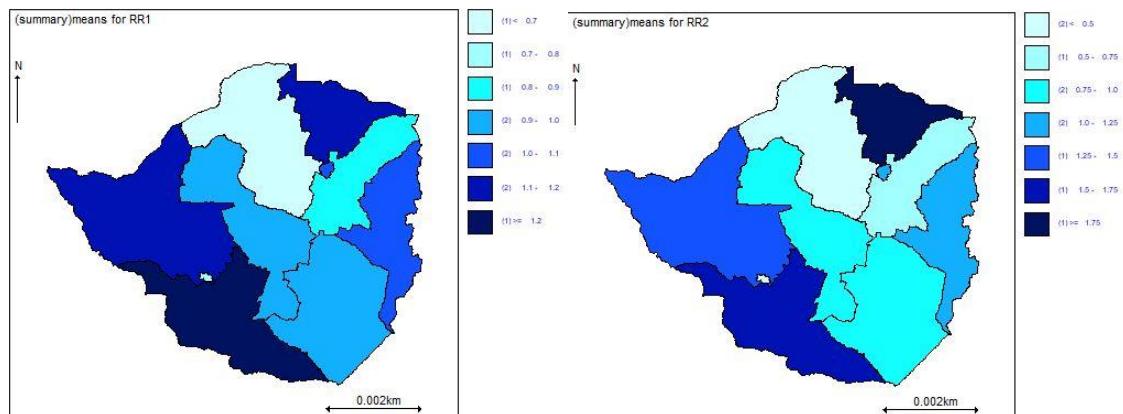 (summary)means for RR1
N
0.002km
(1) < 0.7
(1) 0.7 - 0.8
(1) 0.8 - 0.9
(2) 0.9 - 1.0
(2) 1.0 - 1.1
(2) 1.1 - 1.2
(1) >= 1.2
(summary)means for RR2
N
0.002km
(2) < 0.5
(1) 0.5 - 0.75
(2) 0.75 - 1.0
(2) 1.0 - 1.25
(1) 1.25 - 1.5
(1) 1.5 - 1.75
(1) >= 1.75